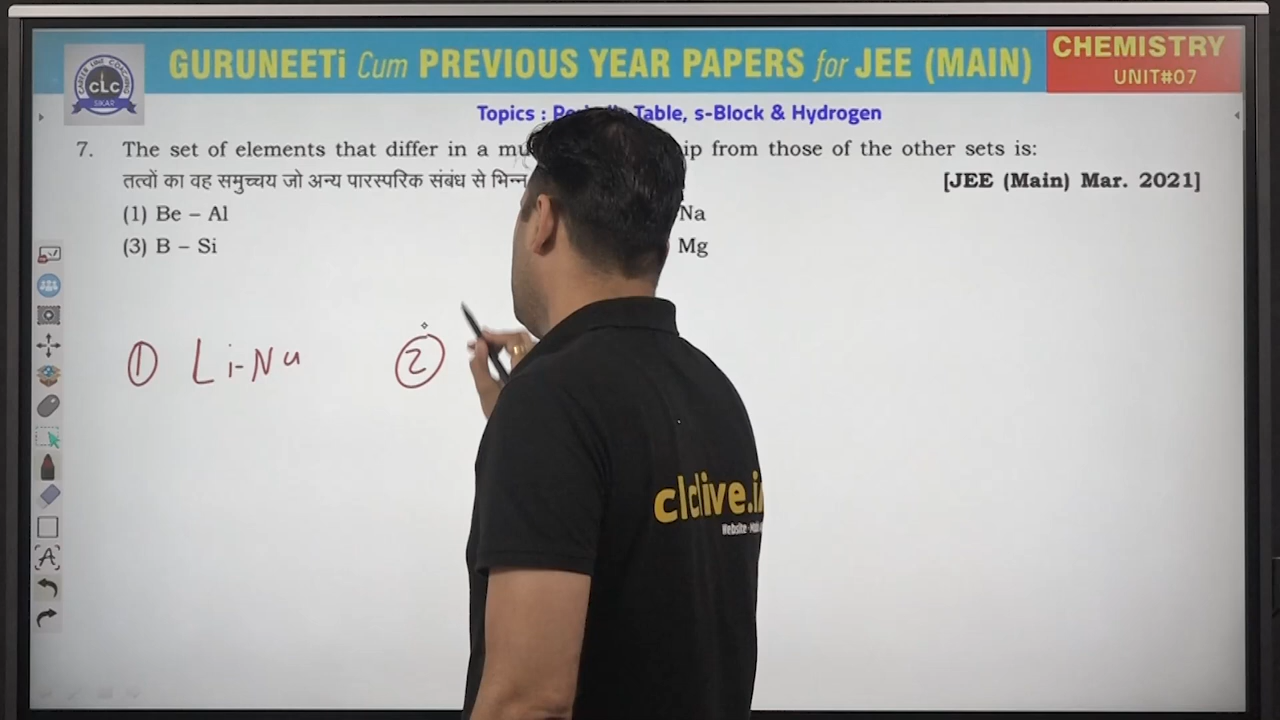 GURUNEETi Cum PREVIOUS YEAR PAPERS for JEE (MAIN)
CHEMISTRY
UNIT#07
CLC
SIKAR
Topics : Table, s-Block & Hydrogen
7. The set of elements that differ in a from those of the other sets is:
तत्वों का वह समुच्चय जो अन्य पारस्परिक संबंध से भिन्न [JEE (Main) Mar. 2021]
(1) Be – Al Na
(3) B – Si Mg
① Li-Na ②
clclive.i
Website